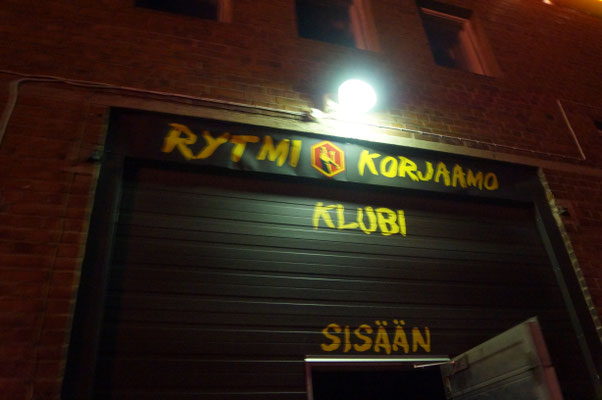 RYTMI KORJAAMO
KLUBI
SISÄÄN